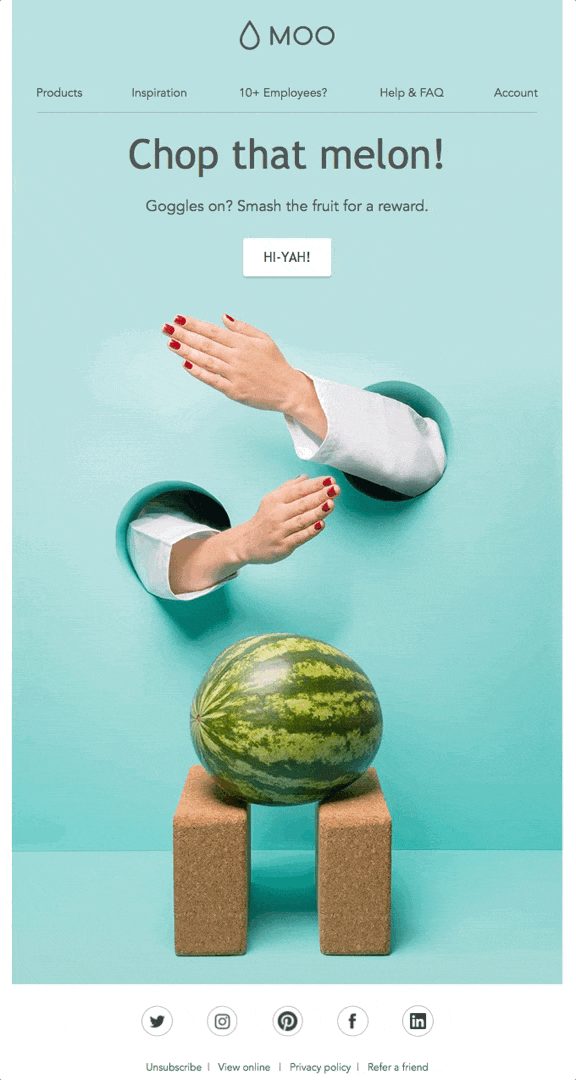 MOO
Products Inspiration 10+ Employees? Help & FAQ Account
Chop that melon!
Goggles on? Smash the fruit for a reward.
HI-YAH!
Unsubscribe | View online | Privacy policy | Refer a friend